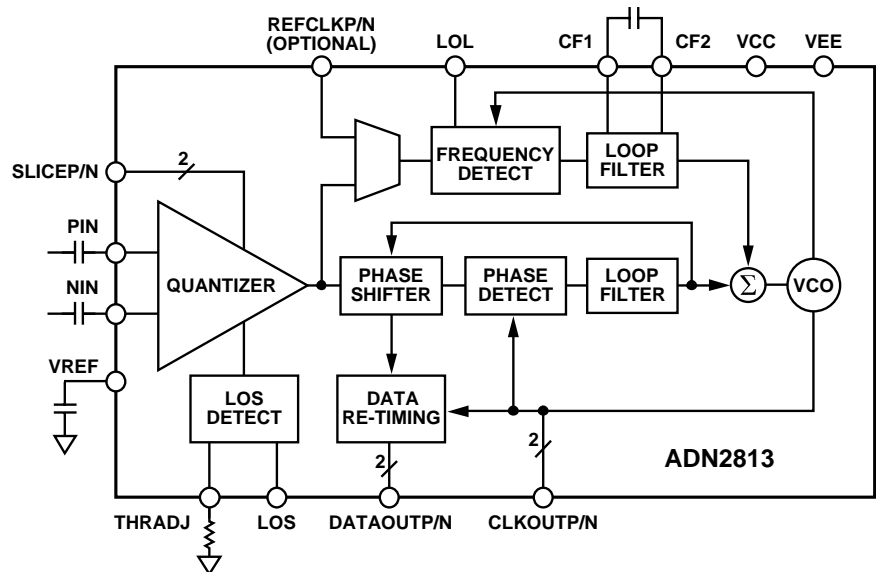 REFCLKP/N
(OPTIONAL)
LOL
CF1
CF2
VCC
VEE
SLICEP/N
2
FREQUENCY
DETECT
LOOP
FILTER
PIN
NIN
QUANTIZER
PHASE
SHIFTER
PHASE
DETECT
LOOP
FILTER
Σ
VCO
VREF
LOS
DETECT
DATA
RE-TIMING
2
2
ADN2813
THRADJ
LOS
DATAOUTP/N
CLKOUTP/N